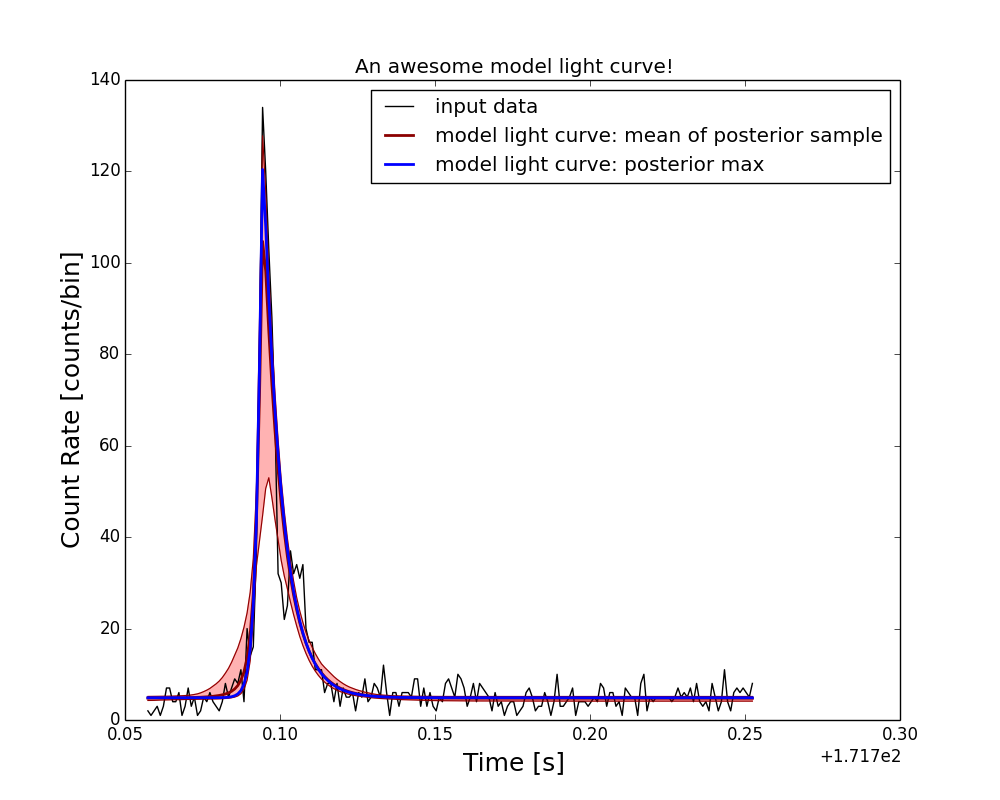 An awesome model light curve!
input data
model light curve: mean of posterior sample
model light curve: posterior max
Count Rate [counts/bin]
140
120
100
80
60
40
20
0
0.05 0.10 0.15 0.20 0.25 0.30
+1.717e2
Time [s]